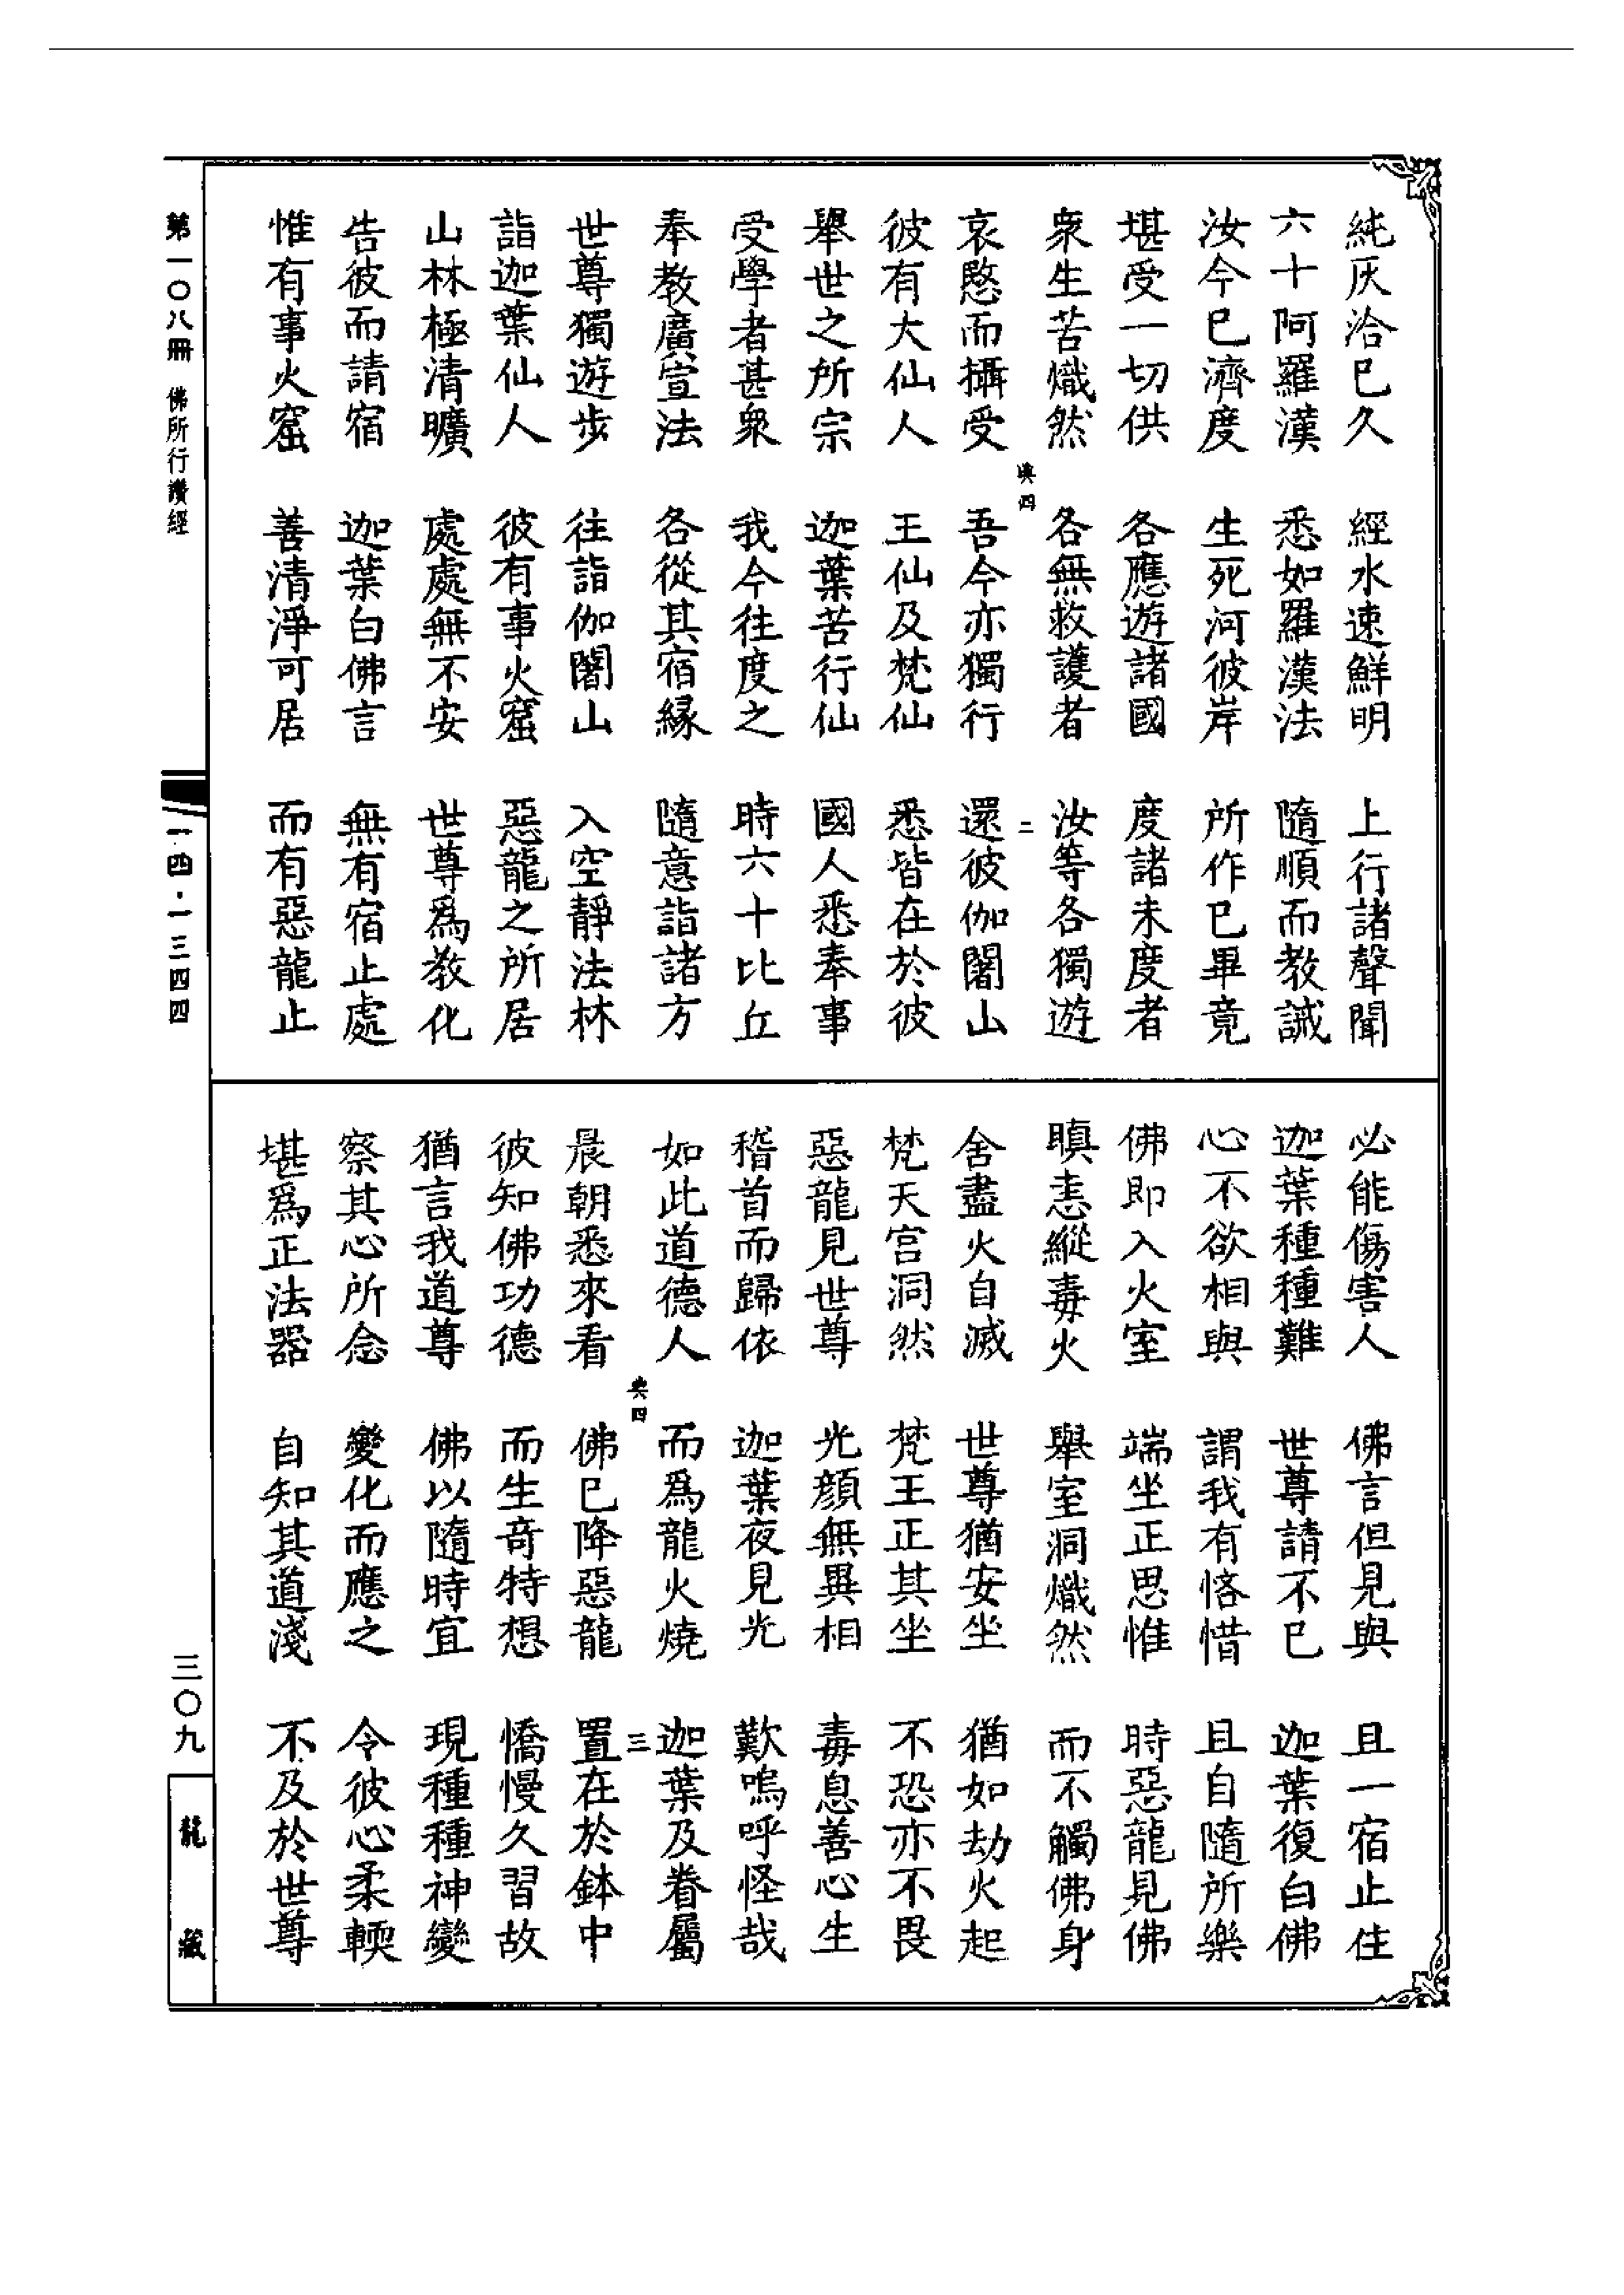 純灰洽巳久　經水速鮮明　上行諸聲聞
六十阿羅漢　悉如羅漢法　隨順而教誡
汝今巳濟度　生死河彼岸　所作巳畢竟
堪受一切供　各應遊諸國　度諸未度者
衆生苦熾然　各無救護者　汝等各獨遊
典四　二
哀愍而攝受　吾今亦獨行　還彼伽闍山
彼有大仙人　王仙及梵仙　悉皆在於彼
舉世之所宗　迦葉苦行仙　國人悉奉事
受學者甚衆　我今往度之　時六十比丘
奉教廣宣法　各從其宿緣　隨意詣諸方
世尊獨遊步　往詣伽闍山　入空靜法林
詣迦葉仙人　彼有事火窟　惡龍之所居
山林極清曠　處處無不安　世尊爲教化
告彼而請宿　迦葉白佛言　無有宿止處
惟有事火窟　善清淨可居　而有惡龍止
必能傷害人　佛言但見與　且一宿止住
迦葉種種難　世尊請不巳　迦葉復白佛
心不欲相與　謂我有悋惜　且自隨所樂
佛即入火室　端坐正思惟　時惡龍見佛
瞋恚縱毒火　舉室洞熾然　而不觸佛身
舍盡火自滅　世尊猶安坐　猶如劫火起
梵天宮洞然　梵王正其坐　不恐亦不畏
惡龍見世尊　光顏無異相　毒息善心生
稽首而歸依　迦葉夜見光　歎嗚呼怪哉
如此道德人　而爲龍火燒　迦葉及眷屬
典四　三
晨朝悉來看　佛巳降惡龍　置在於鉢中
彼知佛功德　而生奇特想　憍慢久習故
猶言我道尊　佛以隨時宜　現種種神變
察其心所念　變化而應之　令彼心柔輭
堪爲正法器　自知其道淺　不及於世尊
第一〇八冊　佛所行讚經
一四·一三四四
三〇九
龍藏